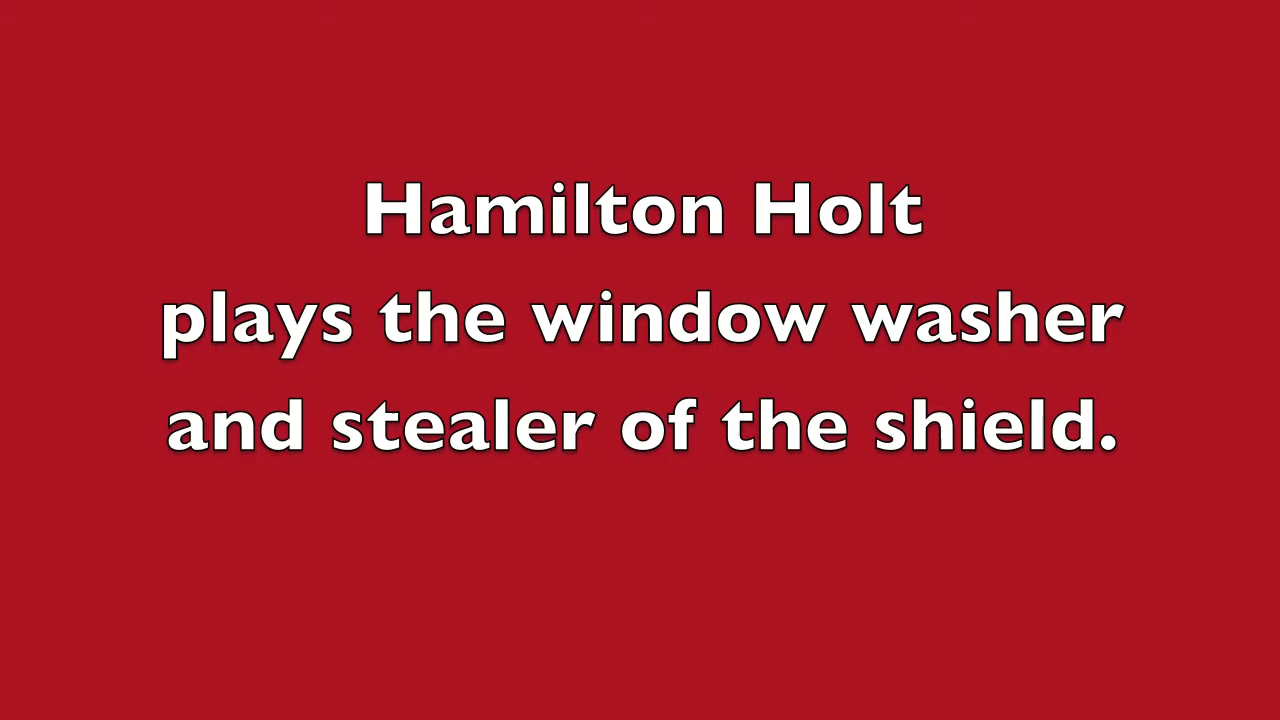 Hamilton Holt
plays the window washer
and stealer of the shield.